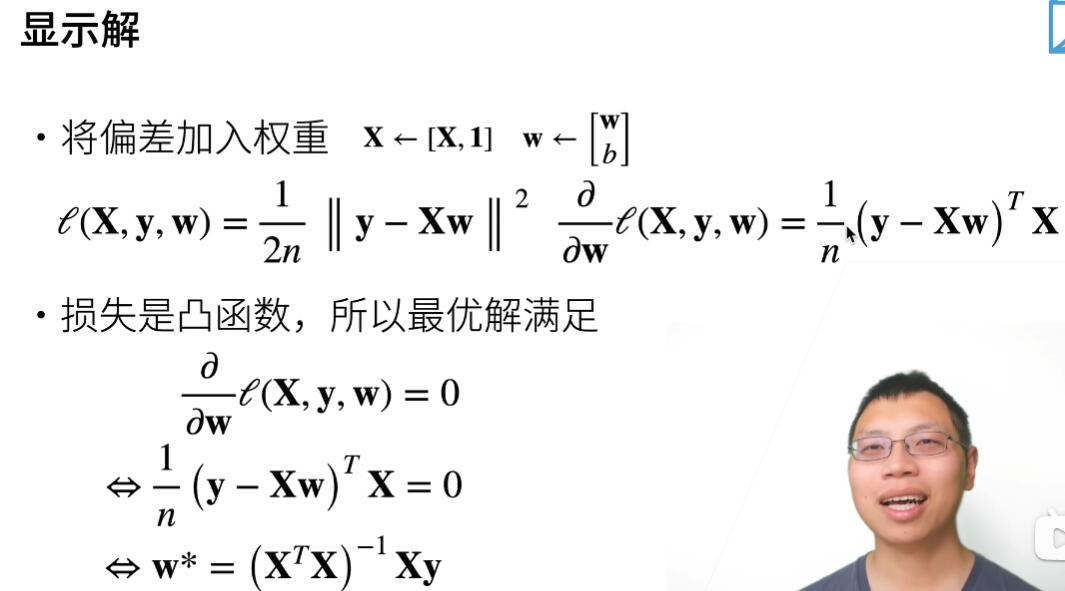 显示解
• 将偏差加入权重 X ← [X, 1] w ← [w b]
ℓ(X, y, w) = 1/2n ‖ y − Xw ‖² ∂/∂w ℓ(X, y, w) = 1/n (y − Xw)ᵀ X
• 损失是凸函数，所以最优解满足
∂/∂w ℓ(X, y, w) = 0
⇔ 1/n (y − Xw)ᵀ X = 0
⇔ w* = (XᵀX)⁻¹ Xy